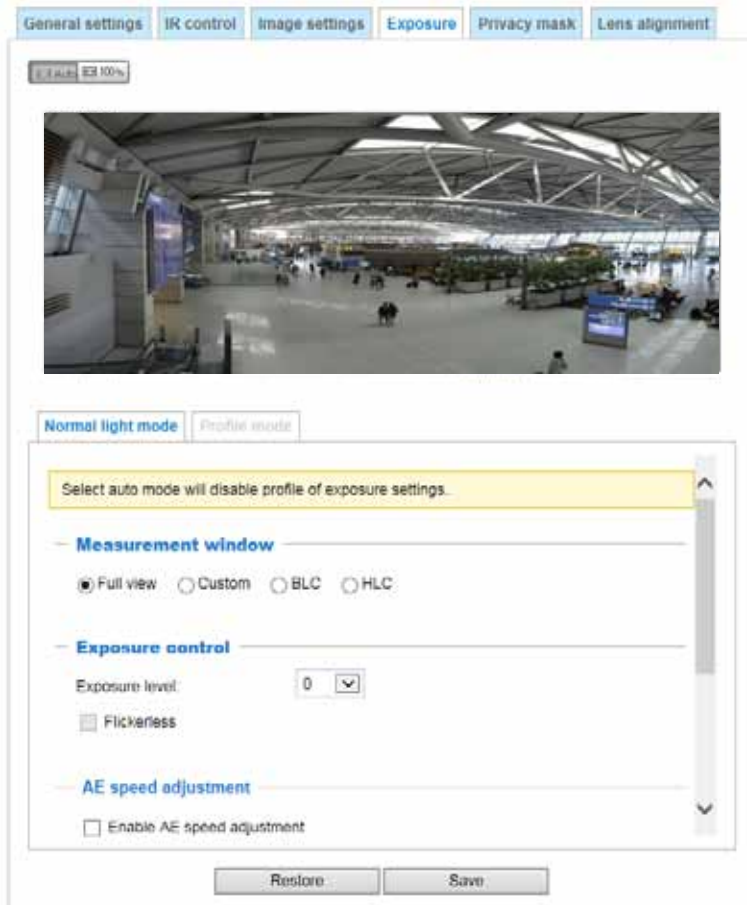 General settings IR control Image settings Exposure Privacy mask Lens alignment
Auto 100%
Normal light mode Profile mode
Select auto mode will disable profile of exposure settings.
Measurement window
Full view Custom BLC HLC
Exposure control
Exposure level: 0
Flickerless
AE speed adjustment
Enable AE speed adjustment
Restore Save